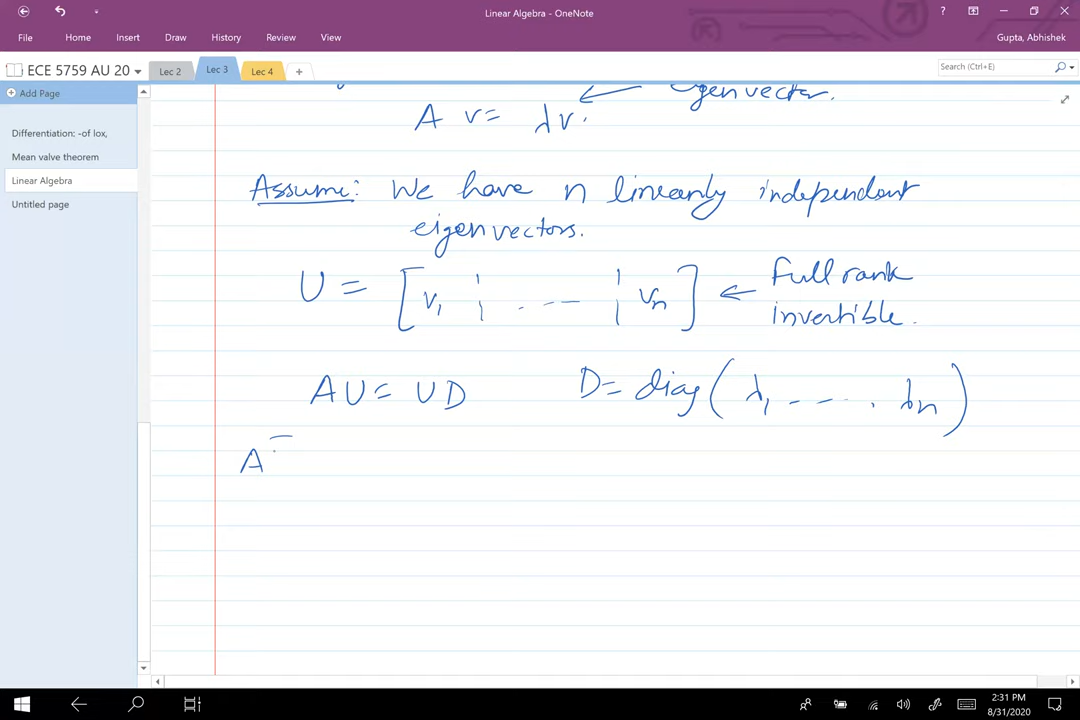 Linear Algebra - OneNote
?
File Home Insert Draw History Review View
Gupta, Abhishek
ECE 5759 AU 20
Lec 2
Lec 3
Lec 4
+
Search (Ctrl+E)
Add Page
Differentiation: -of lox,
Mean valve theorem
Linear Algebra
Untitled page
eigenvector.
A v = λv.
Assume: We have n linearly independent
eigenvectors.
U = [ v1 ¦ . --- ¦ vn ] ← Full rank
invertible.
AU = UD D = diag ( λ1 - - - . λn )
A
2:31 PM
8/31/2020